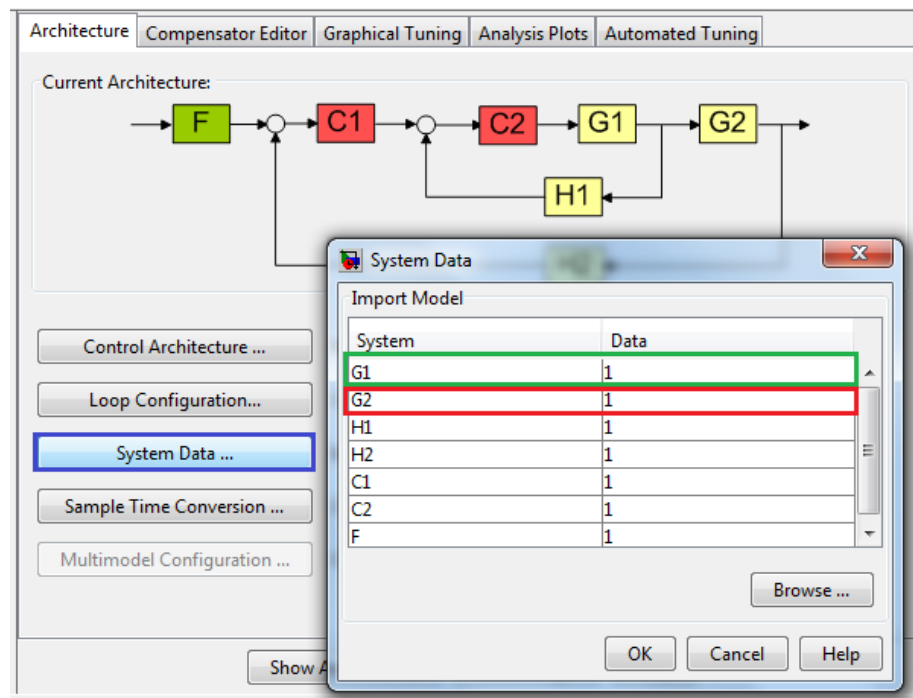 Architecture Compensator Editor Graphical Tuning Analysis Plots Automated Tuning
Current Architecture:
F C1 C2 G1 G2
H1
H2
System Data
Import Model
System Data
G1 1
G2 1
H1 1
H2 1
C1 1
C2 1
F 1
Browse ...
OK Cancel Help
Control Architecture ...
Loop Configuration...
System Data ...
Sample Time Conversion ...
Multimodel Configuration ...
Show